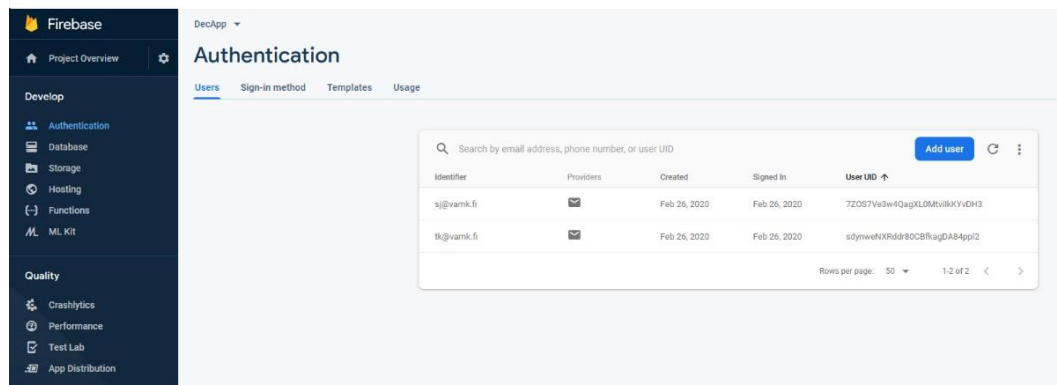 Firebase
Project Overview
Develop
Authentication
Database
Storage
Hosting
Functions
ML Kit
Quality
Crashlytics
Performance
Test Lab
App Distribution
DecApp
Authentication
Users Sign-in method Templates Usage
Search by email address, phone number, or user UID Add user
Identifier Providers Created Signed In User UID
sj@vamk.fi Feb 26, 2020 Feb 26, 2020
tk@vamk.fi Feb 26, 2020 Feb 26, 2020 sdynweNXRddr80CBfkagDA84ppl2
Rows per page: 50 1-2 of 2